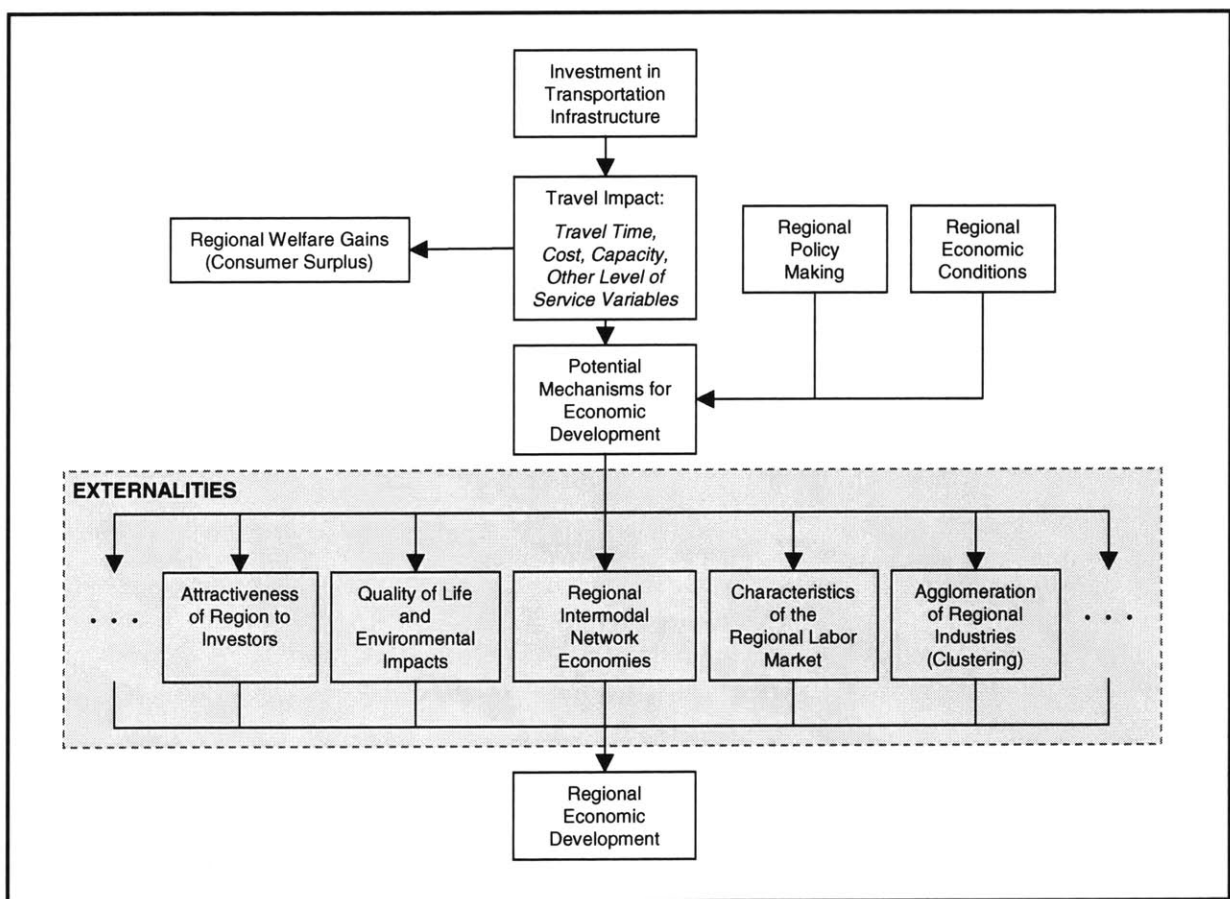 Investment in
Transportation
Infrastructure
Travel Impact:
Travel Time,
Cost, Capacity,
Other Level of
Service Variables
Regional Welfare Gains
(Consumer Surplus)
Regional
Policy
Making
Regional
Economic
Conditions
Potential
Mechanisms for
Economic
Development
EXTERNALITIES
. . .
Attractiveness
of Region to
Investors
Quality of Life
and
Environmental
Impacts
Regional
Intermodal
Network
Economies
Characteristics
of the
Regional Labor
Market
Agglomeration
of Regional
Industries
(Clustering)
. . .
Regional
Economic
Development